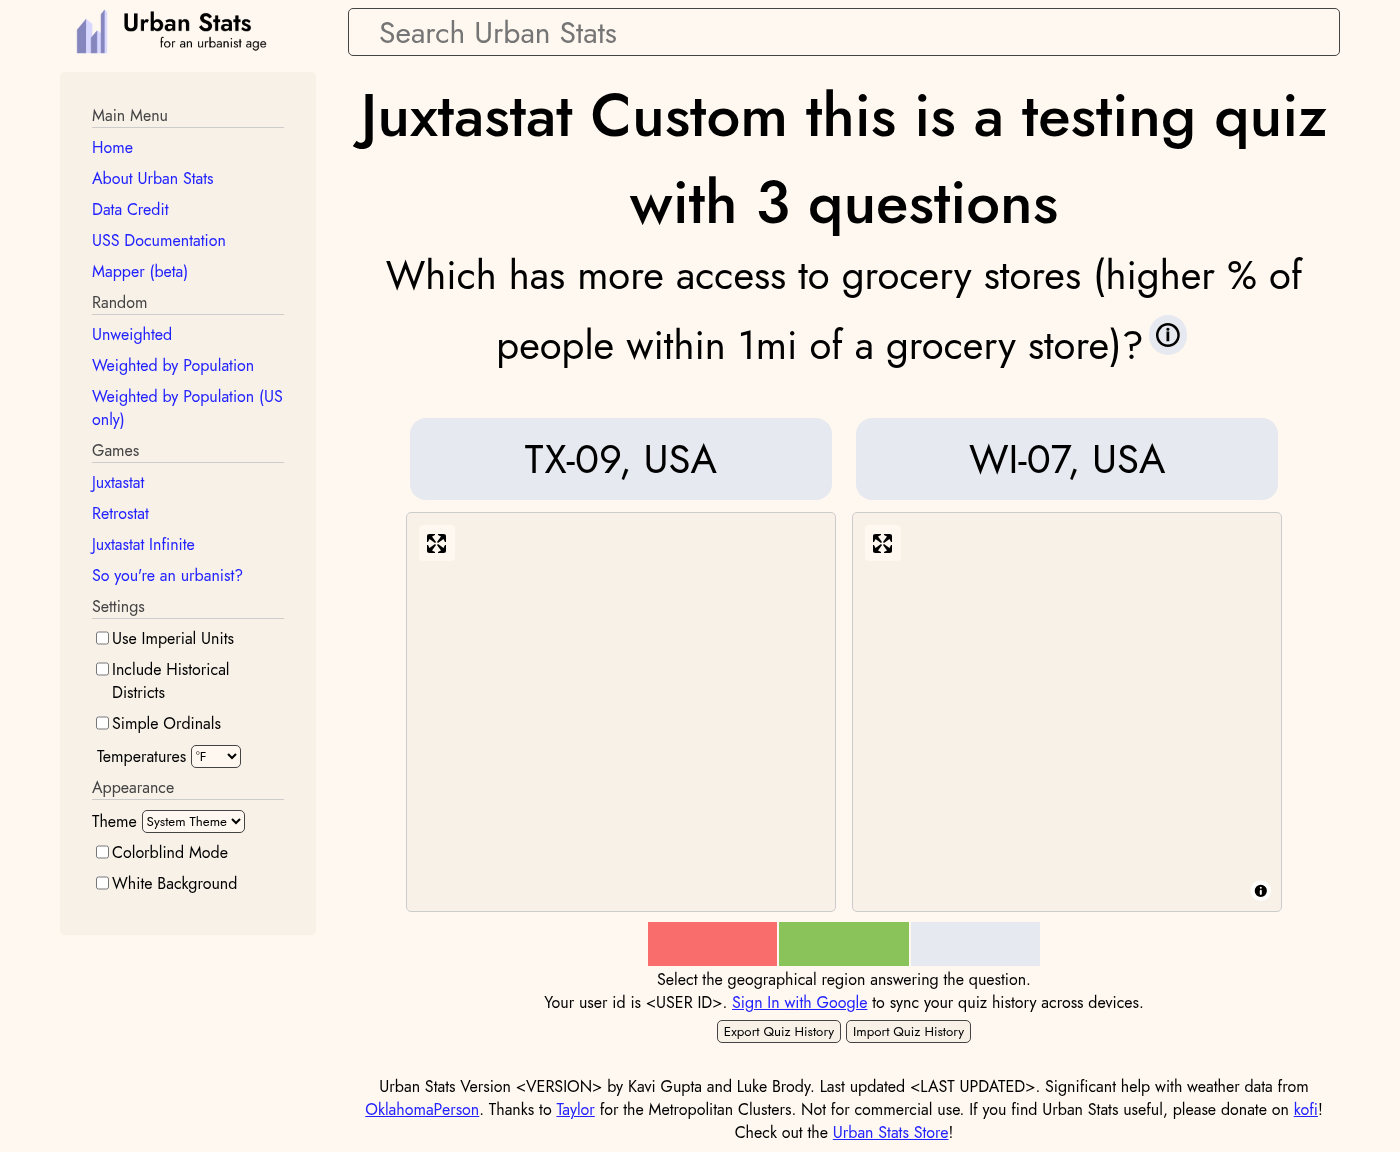 Urban Stats
for an urbanist age
Search Urban Stats
Main Menu
Home
About Urban Stats
Data Credit
USS Documentation
Mapper (beta)
Random
Unweighted
Weighted by Population
Weighted by Population (US
only)
Games
Juxtastat
Retrostat
Juxtastat Infinite
So you're an urbanist?
Settings
Use Imperial Units
Include Historical
Districts
Simple Ordinals
Temperatures °F
Appearance
Theme System Theme
Colorblind Mode
White Background
Juxtastat Custom this is a testing quiz
with 3 questions
Which has more access to grocery stores (higher % of
people within 1mi of a grocery store)?
TX-09, USA
WI-07, USA
Select the geographical region answering the question.
Your user id is <USER ID>. Sign In with Google to sync your quiz history across devices.
Export Quiz History Import Quiz History
Urban Stats Version <VERSION> by Kavi Gupta and Luke Brody. Last updated <LAST UPDATED>. Significant help with weather data from
OklahomaPerson. Thanks to Taylor for the Metropolitan Clusters. Not for commercial use. If you find Urban Stats useful, please donate on kofi!
Check out the Urban Stats Store!